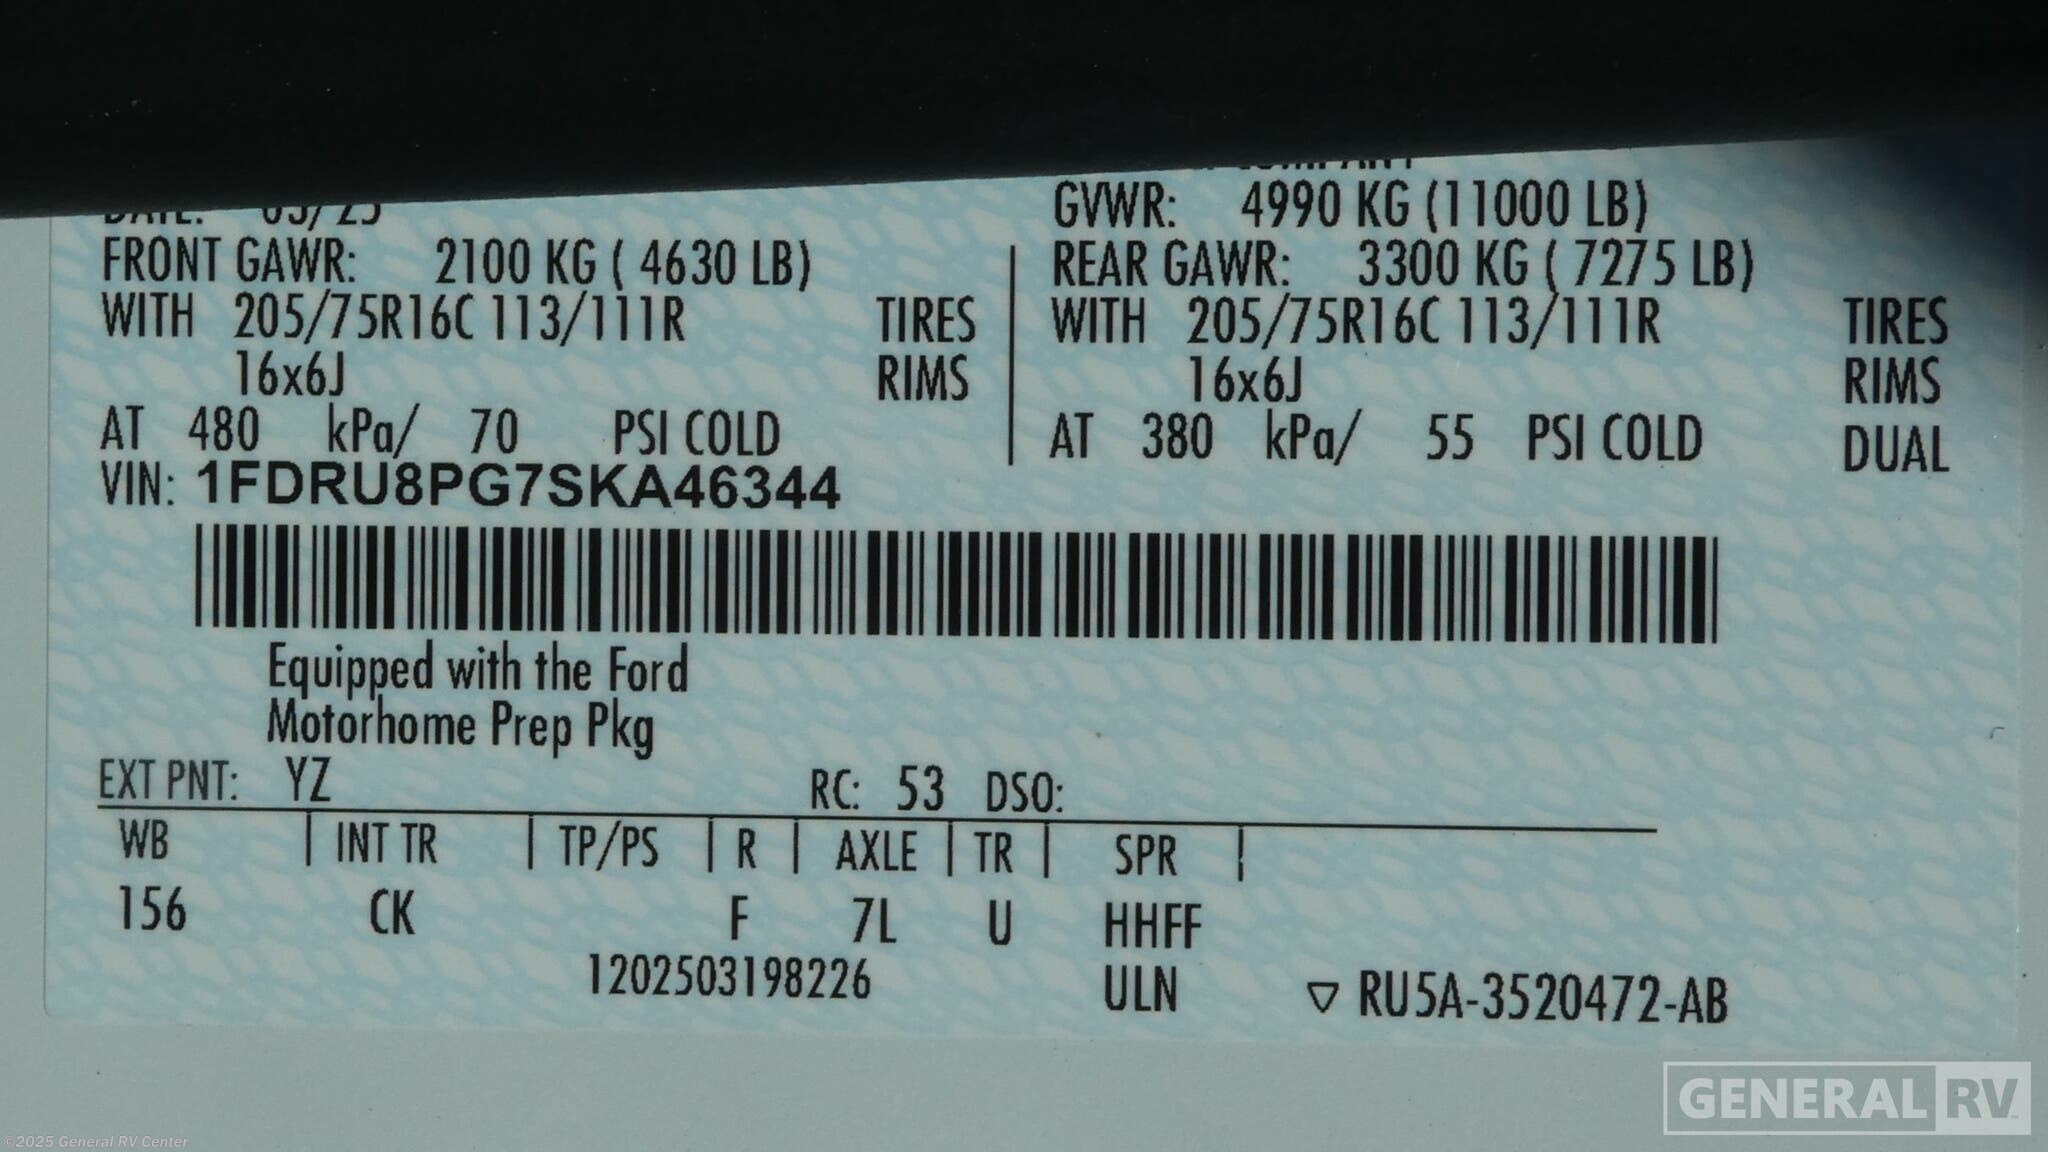 GVWR: 4990 KG (11000 LB)
FRONT GAWR: 2100 KG ( 4630 LB)
REAR GAWR: 3300 KG ( 7275 LB)
WITH 205/75R16C 113/111R TIRES
WITH 205/75R16C 113/111R TIRES
16x6J RIMS
16x6J RIMS
AT 480 kPa/ 70 PSI COLD
AT 380 kPa/ 55 PSI COLD DUAL
VIN: 1FDRU8PG7SKA46344
Equipped with the Ford
Motorhome Prep Pkg
EXT PNT: YZ RC: 53 DSO:
WB | INT TR | TP/PS | R | AXLE | TR | SPR |
156 CK F 7L U HHFF
1202503198226 ULN ▽ RU5A-3520472-AB
GENERAL RV
©2025 General RV Center